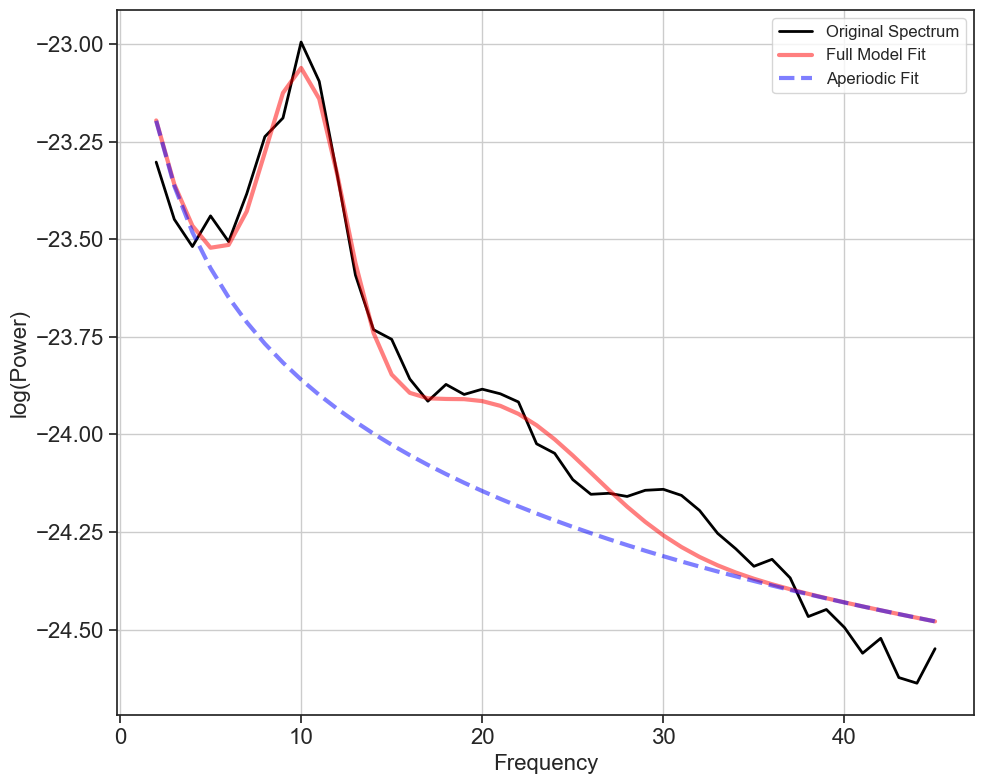 Original Spectrum
Full Model Fit
Aperiodic Fit
−23.00
−23.25
−23.50
−23.75
−24.00
−24.25
−24.50
log(Power)
0 10 20 30 40
Frequency